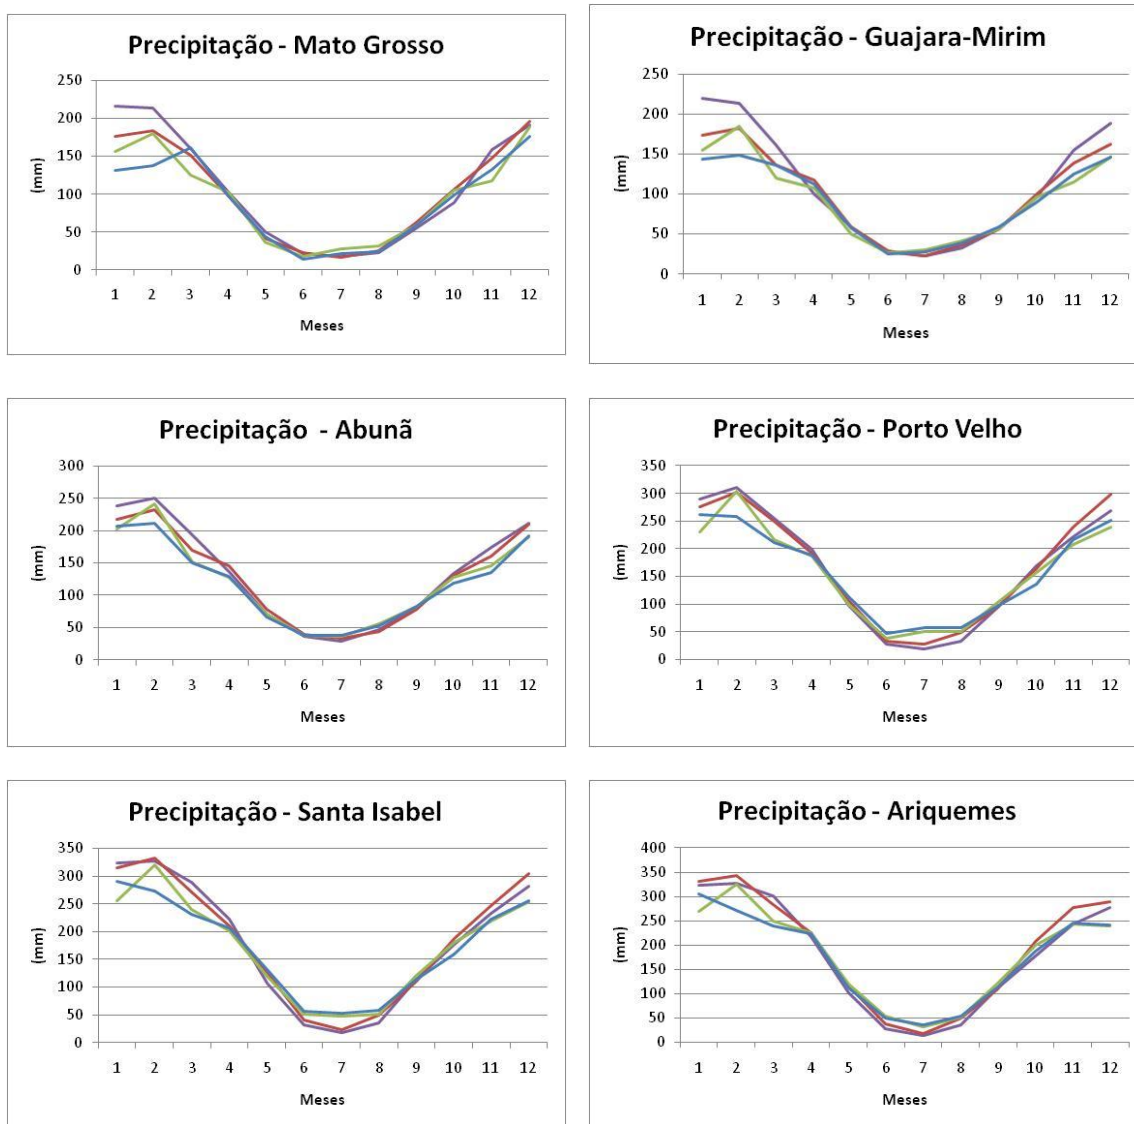 Precipitação - Mato Grosso
250
200
150
100
50
0
(mm)
1 2 3 4 5 6 7 8 9 10 11 12
Meses
Precipitação - Guajara-Mirim
250
200
150
100
50
0
(mm)
1 2 3 4 5 6 7 8 9 10 11 12
Meses
Precipitação - Abunã
300
250
200
150
100
50
0
(mm)
1 2 3 4 5 6 7 8 9 10 11 12
Meses
Precipitação - Porto Velho
350
300
250
200
150
100
50
0
(mm)
1 2 3 4 5 6 7 8 9 10 11 12
Meses
Precipitação - Santa Isabel
350
300
250
200
150
100
50
0
(mm)
1 2 3 4 5 6 7 8 9 10 11 12
Meses
Precipitação - Ariquemes
400
350
300
250
200
150
100
50
0
(mm)
1 2 3 4 5 6 7 8 9 10 11 12
Meses